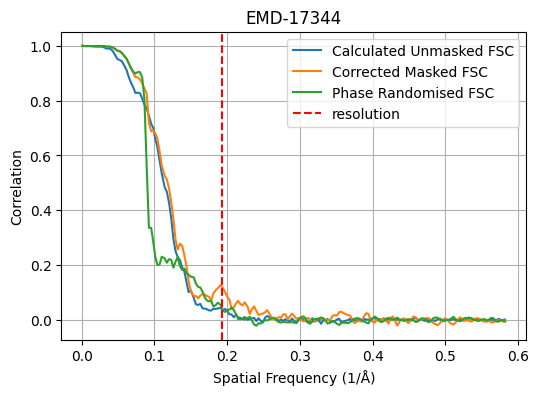 EMD-17344
Calculated Unmasked FSC
Corrected Masked FSC
Phase Randomised FSC
resolution
Correlation
1.0
0.8
0.6
0.4
0.2
0.0
0.0 0.1 0.2 0.3 0.4 0.5 0.6
Spatial Frequency (1/Å)